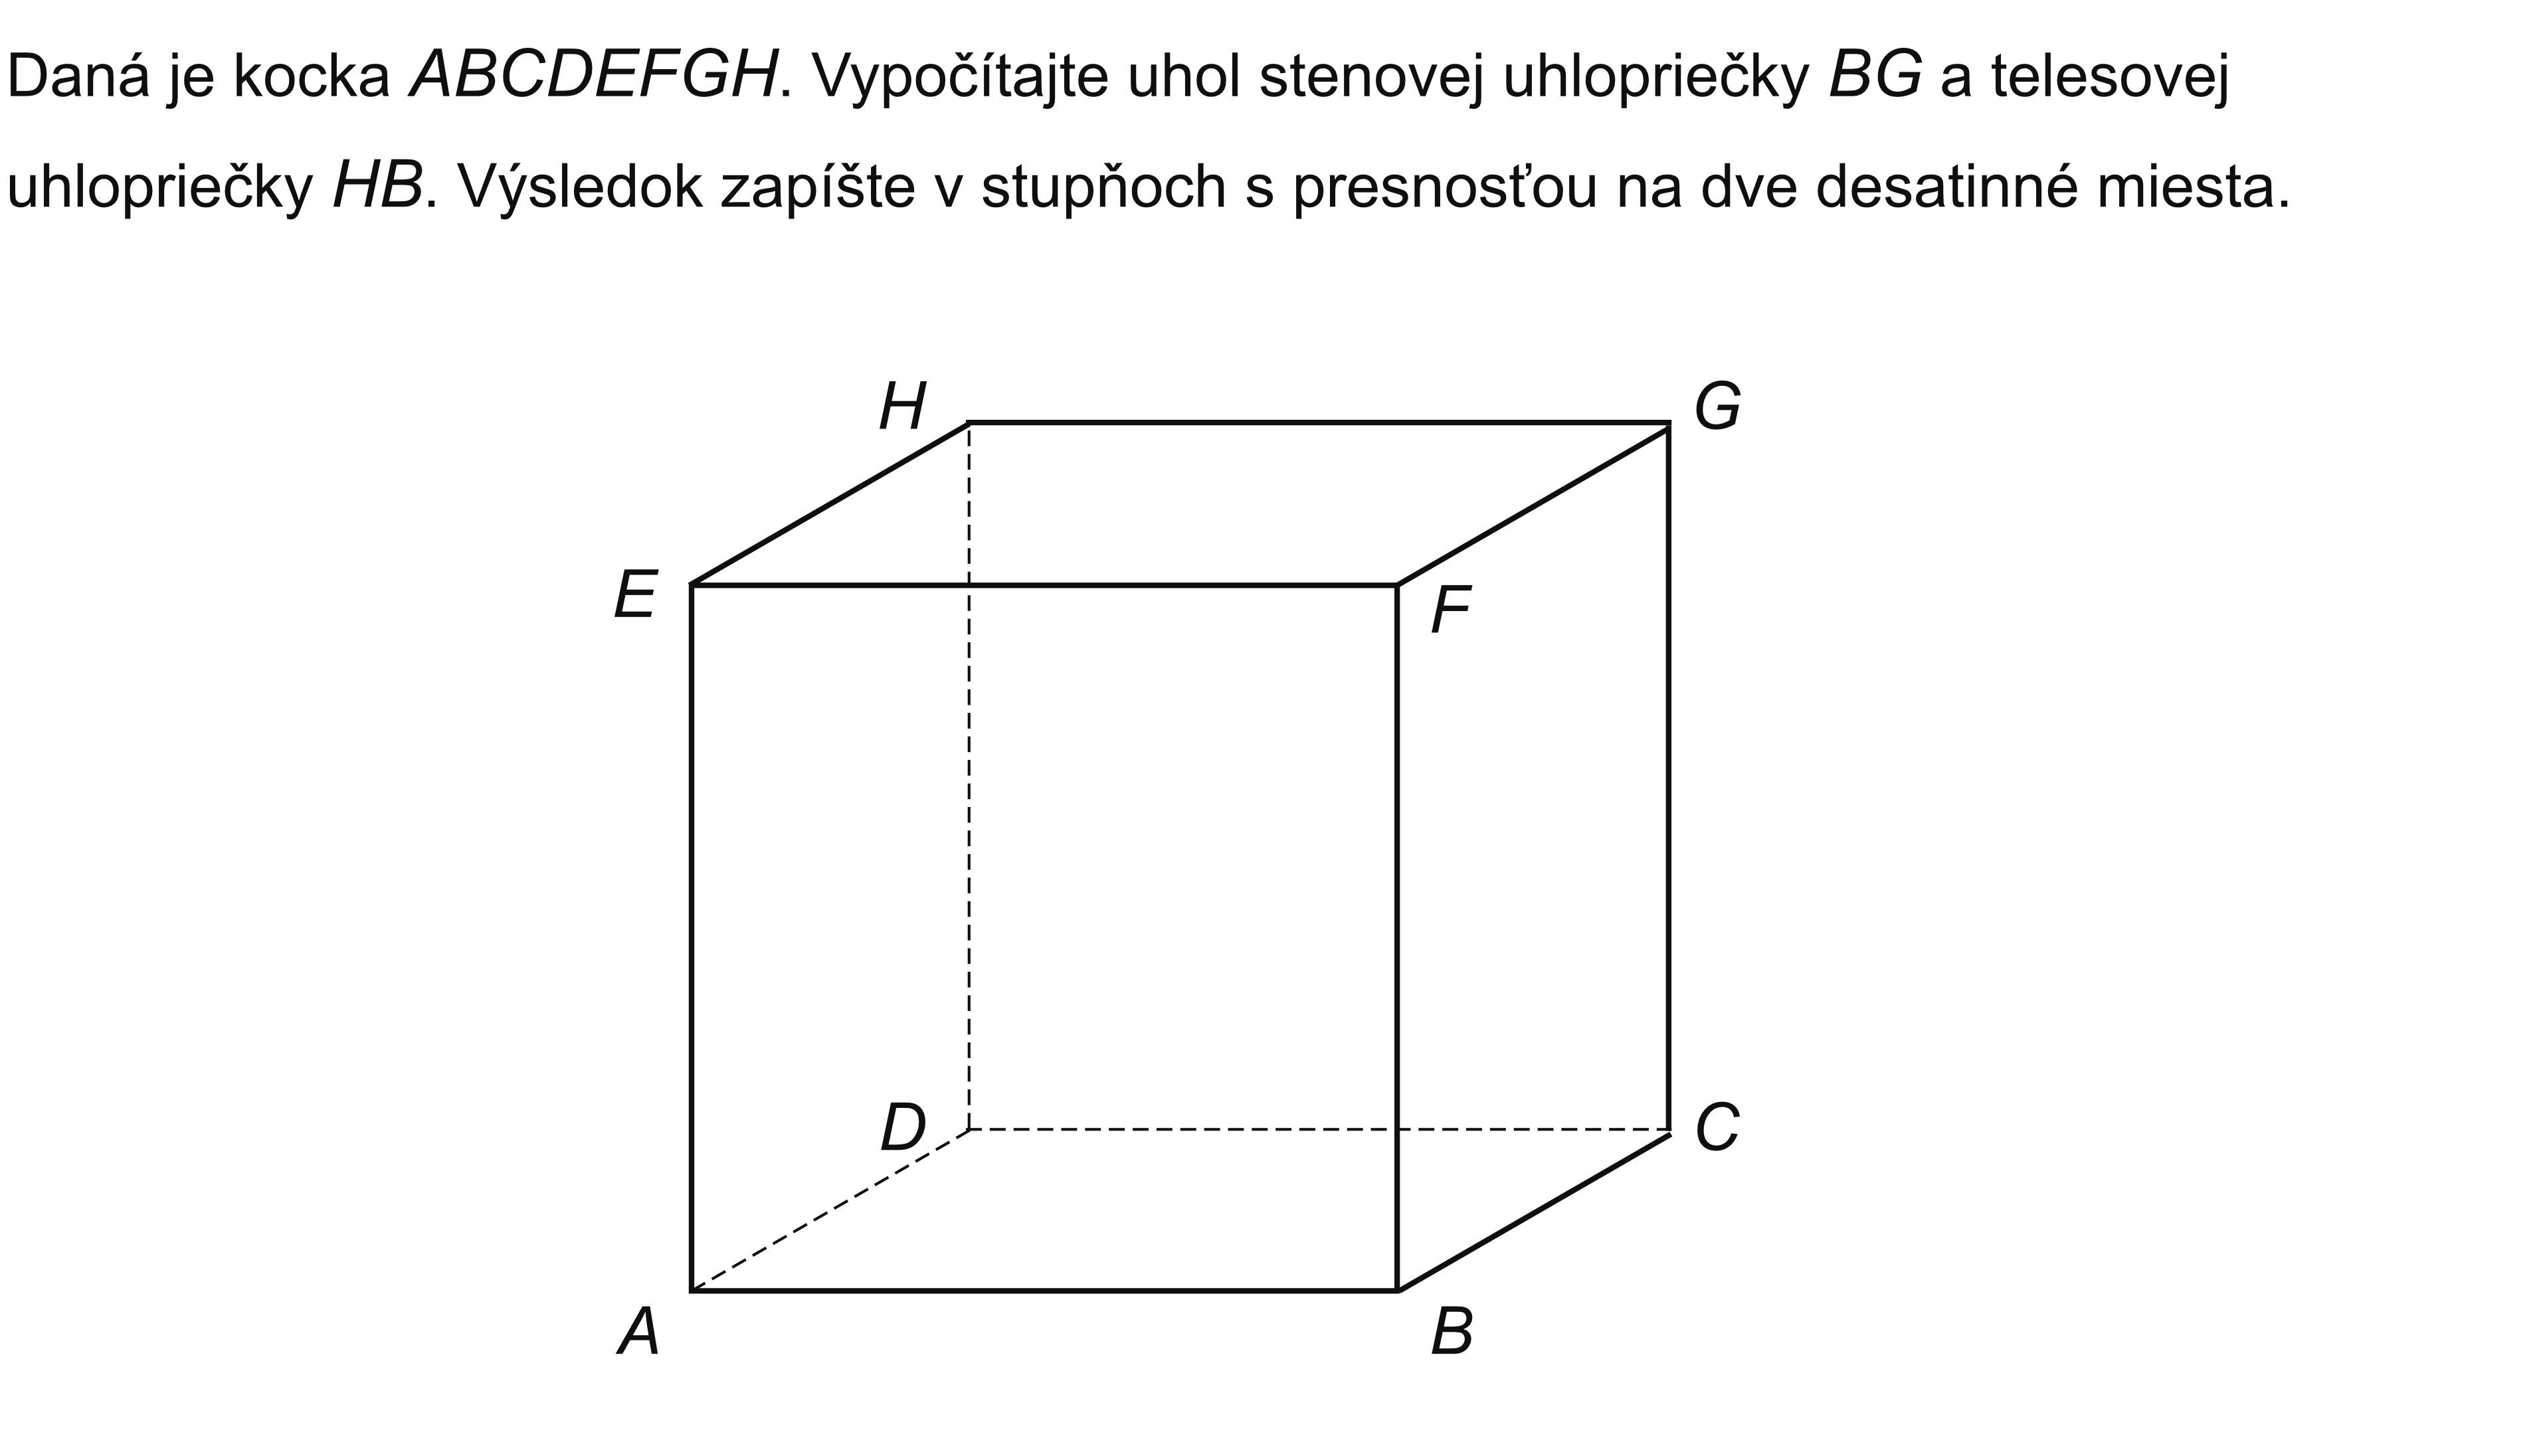 Daná je kocka ABCDEFGH. Vypočítajte uhol stenovej uhlopriečky BG a telesovej
uhlopriečky HB. Výsledok zapíšte v stupňoch s presnosťou na dve desatinné miesta.
H
G
E
F
D
C
A
B